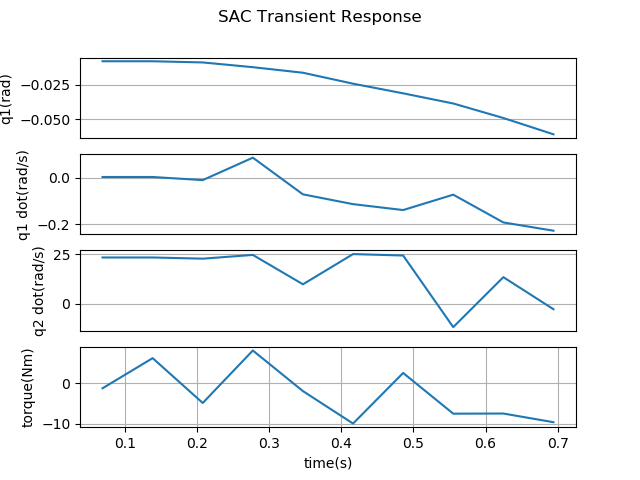 SAC Transient Response
q1(rad)
−0.025
−0.050
q1 dot(rad/s)
0.0
−0.2
q2 dot(rad/s)
25
0
torque(Nm)
0
−10
0.1 0.2 0.3 0.4 0.5 0.6 0.7
time(s)